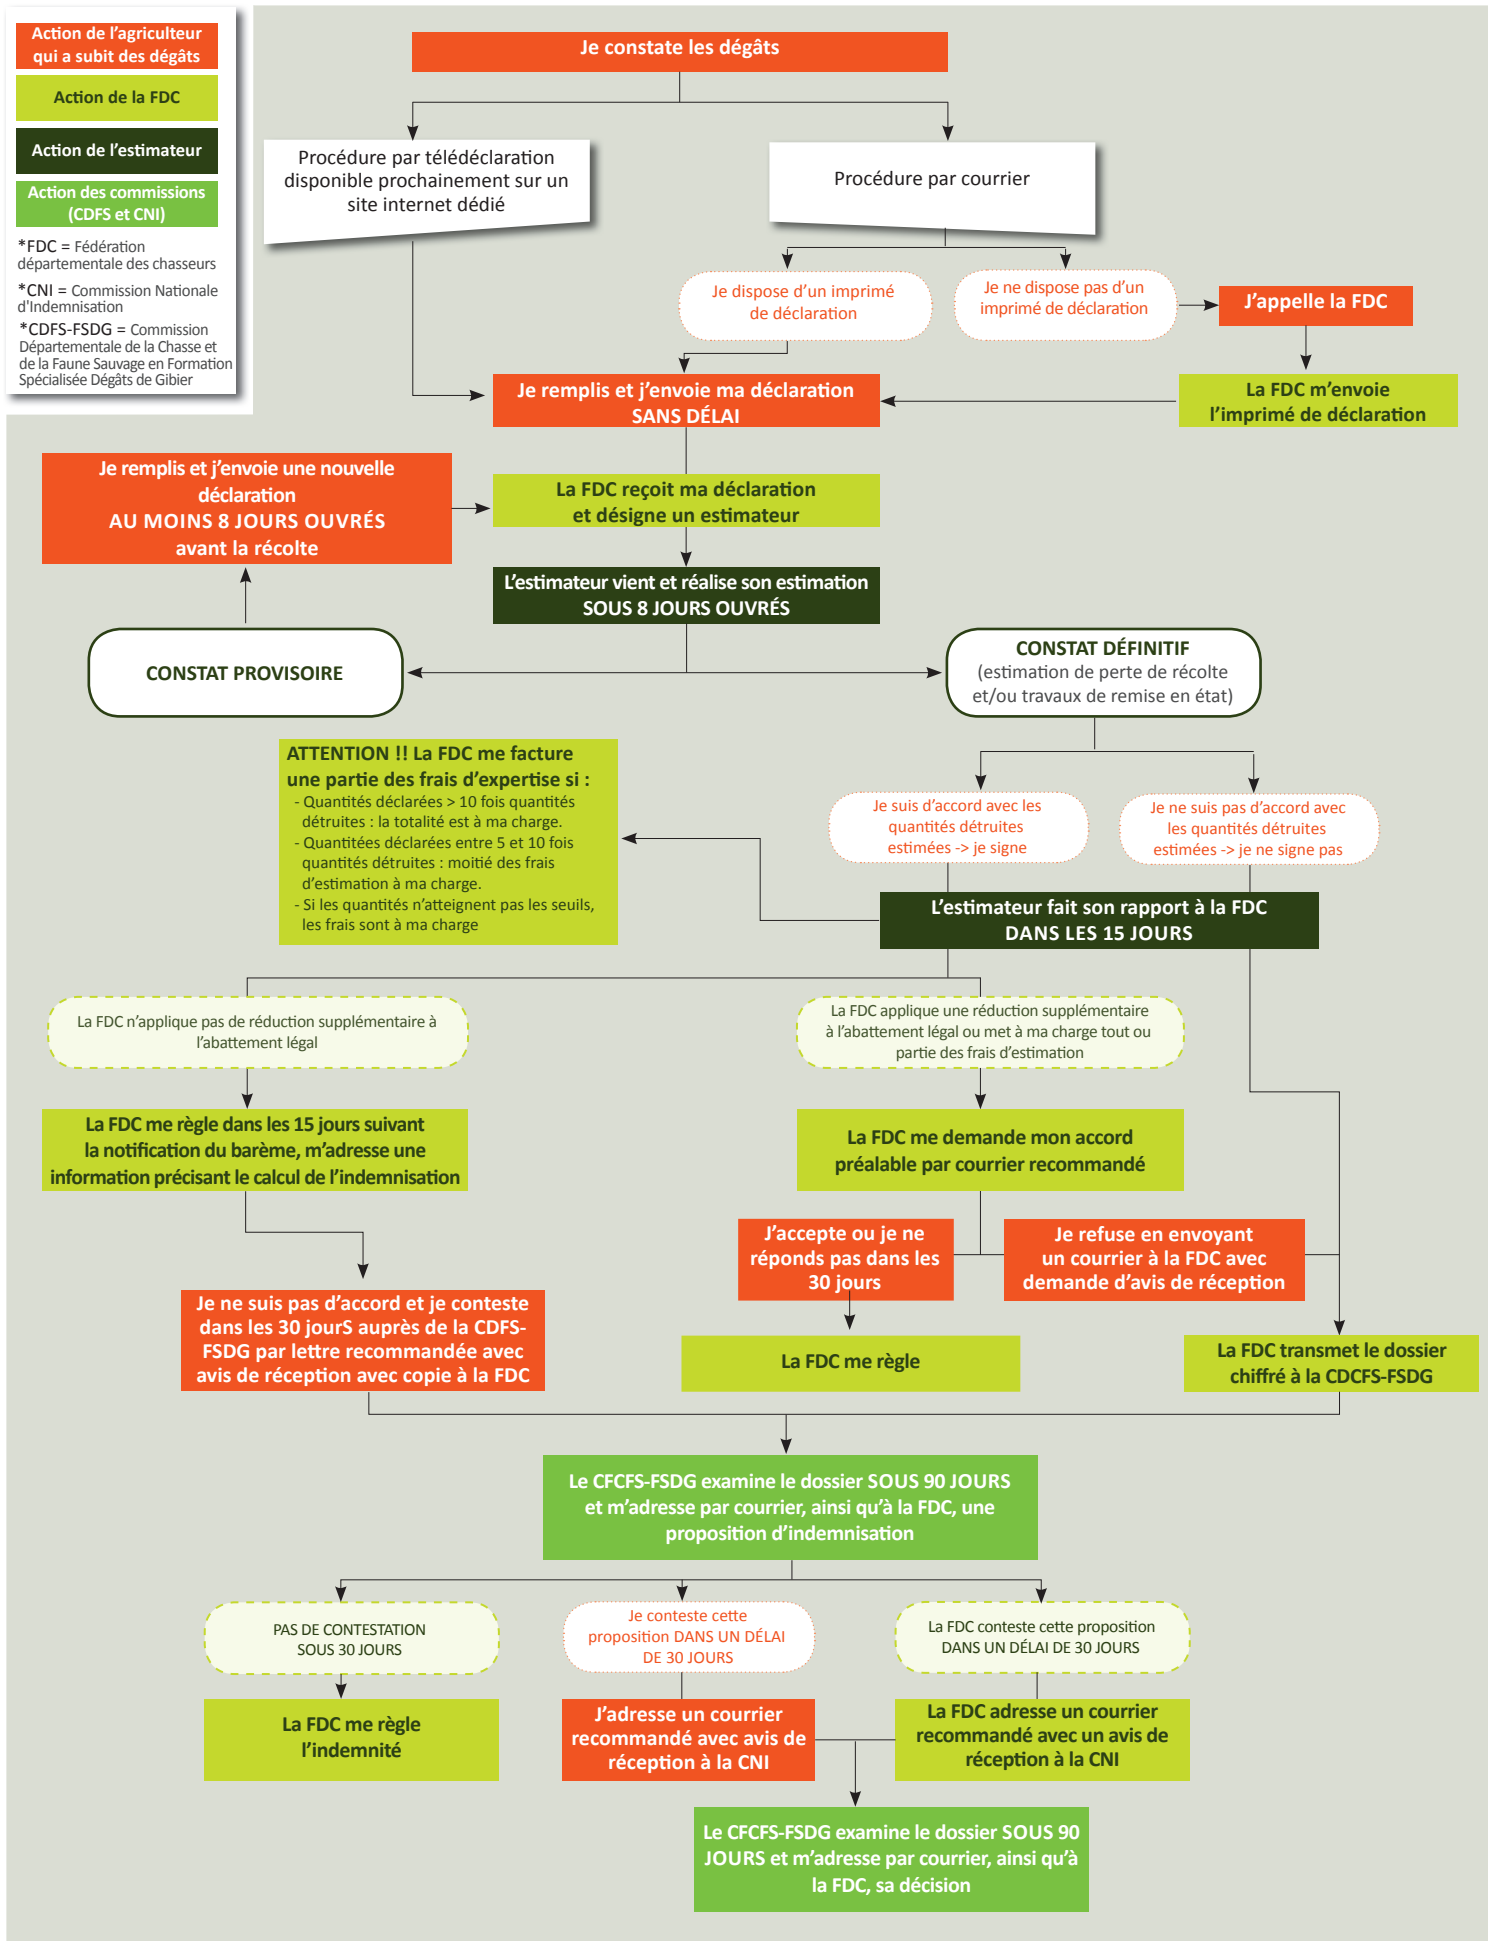 Action de l’agriculteur
qui a subit des dégâts
Action de la FDC
Action de l’estimateur
Action des commissions
(CDFS et CNI)
*FDC = Fédération
départementale des chasseurs
*CNI = Commission Nationale
d'Indemnisation
*CDFS-FSDG = Commission
Départementale de la Chasse et
de la Faune Sauvage en Formation
Spécialisée Dégâts de Gibier
Je constate les dégâts
Procédure par télédéclaration
disponible prochainement sur un
site internet dédié
Procédure par courrier
Je dispose d’un imprimé
de déclaration
Je ne dispose pas d’un
imprimé de déclaration
J’appelle la FDC
La FDC m’envoie
l’imprimé de déclaration
Je remplis et j’envoie ma déclaration
SANS DÉLAI
Je remplis et j’envoie une nouvelle
déclaration
AU MOINS 8 JOURS OUVRÉS
avant la récolte
La FDC reçoit ma déclaration
et désigne un estimateur
L’estimateur vient et réalise son estimation
SOUS 8 JOURS OUVRÉS
CONSTAT PROVISOIRE
CONSTAT DÉFINITIF
(estimation de perte de récolte
et/ou travaux de remise en état)
ATTENTION !! La FDC me facture
une partie des frais d’expertise si :
- Quantités déclarées > 10 fois quantités
détruites : la totalité est à ma charge.
- Quantitées déclarées entre 5 et 10 fois
quantités détruites : moitié des frais
d’estimation à ma charge.
- Si les quantités n’atteignent pas les seuils,
les frais sont à ma charge
Je suis d’accord avec les
quantités détruites
estimées -> je signe
Je ne suis pas d’accord avec
les quantités détruites
estimées -> je ne signe pas
L’estimateur fait son rapport à la FDC
DANS LES 15 JOURS
La FDC n’applique pas de réduction supplémentaire à
l’abattement légal
La FDC applique une réduction supplémentaire
à l’abattement légal ou met à ma charge tout ou
partie des frais d’estimation
La FDC me règle dans les 15 jours suivant
la notification du barème, m’adresse une
information précisant le calcul de l’indemnisation
La FDC me demande mon accord
préalable par courrier recommandé
J’accepte ou je ne
réponds pas dans les
30 jours
Je refuse en envoyant
un courrier à la FDC avec
demande d’avis de réception
Je ne suis pas d’accord et je conteste
dans les 30 jourS auprès de la CDFS-
FSDG par lettre recommandée avec
avis de réception avec copie à la FDC
La FDC me règle
La FDC transmet le dossier
chiffré à la CDCFS-FSDG
Le CFCFS-FSDG examine le dossier SOUS 90 JOURS
et m’adresse par courrier, ainsi qu’à la FDC, une
proposition d’indemnisation
PAS DE CONTESTATION
SOUS 30 JOURS
Je conteste cette
proposition DANS UN DÉLAI
DE 30 JOURS
La FDC conteste cette proposition
DANS UN DÉLAI DE 30 JOURS
La FDC me règle
l’indemnité
J’adresse un courrier
recommandé avec avis de
réception à la CNI
La FDC adresse un courrier
recommandé avec un avis de
réception à la CNI
Le CFCFS-FSDG examine le dossier SOUS 90
JOURS et m’adresse par courrier, ainsi qu’à
la FDC, sa décision